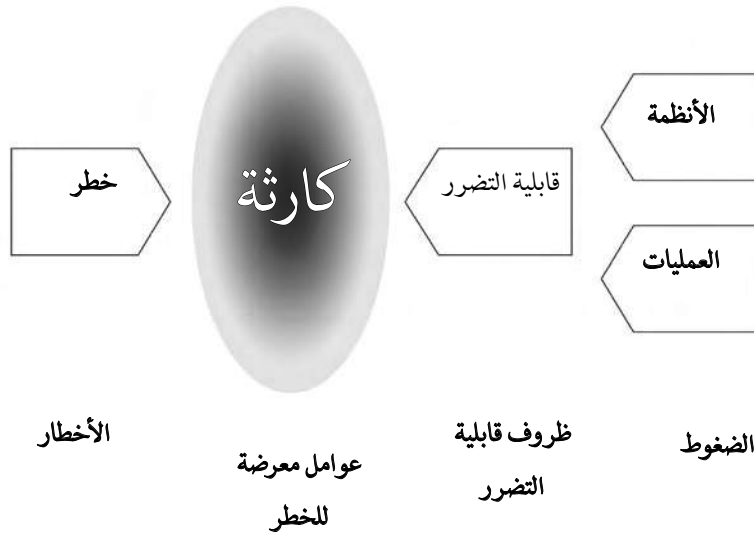 الأنظمة
خطر
كارثة
قابلية التضرر
العمليات
الأخطار
عوامل معرضة
للخطر
ظروف قابلية
التضرر
الضغوط